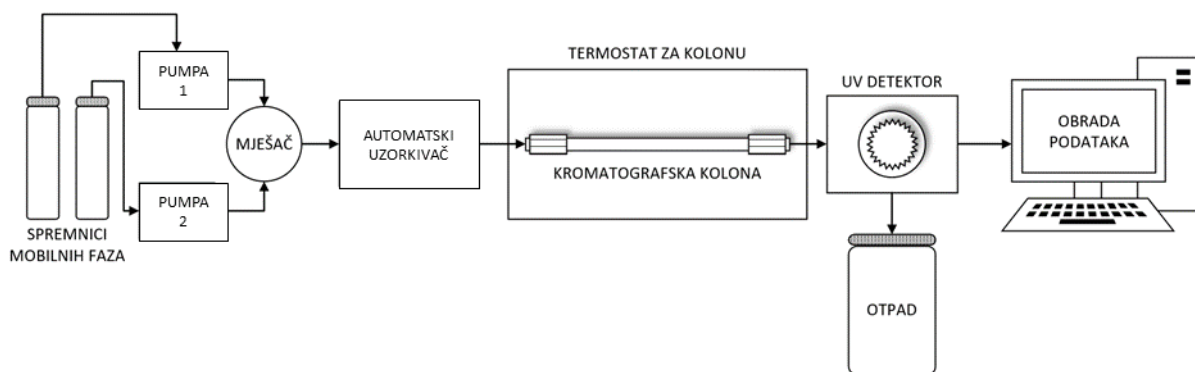 SPREMNICI
MOBILNIH FAZA
PUMPA
1
PUMPA
2
MJEŠAČ
AUTOMATSKI
UZORKIVAČ
TERMOSTAT ZA KOLONU
KROMATOGRAFSKA KOLONA
UV DETEKTOR
OTPAD
OBRADA
PODATAKA